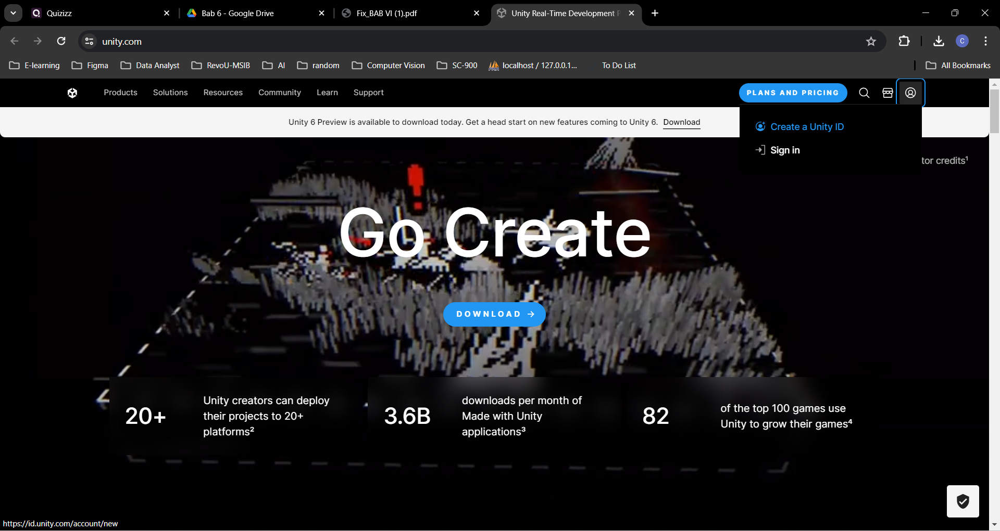 Quizizz
Bab 6 - Google Drive
Fix_BAB VI (1).pdf
Unity Real-Time Development P
unity.com
C
E-learning
Figma
Data Analyst
RevoU-MSIB
AI
random
Computer Vision
SC-900
localhost / 127.0.0.1...
To Do List
All Bookmarks
Products
Solutions
Resources
Community
Learn
Support
PLANS AND PRICING
Unity 6 Preview is available to download today. Get a head start on new features coming to Unity 6. Download
Create a Unity ID
Sign in
tor credits¹
Go Create
DOWNLOAD →
20+
Unity creators can deploy
their projects to 20+
platforms²
3.6B
downloads per month of
Made with Unity
applications³
82
of the top 100 games use
Unity to grow their games⁴
https://id.unity.com/account/new